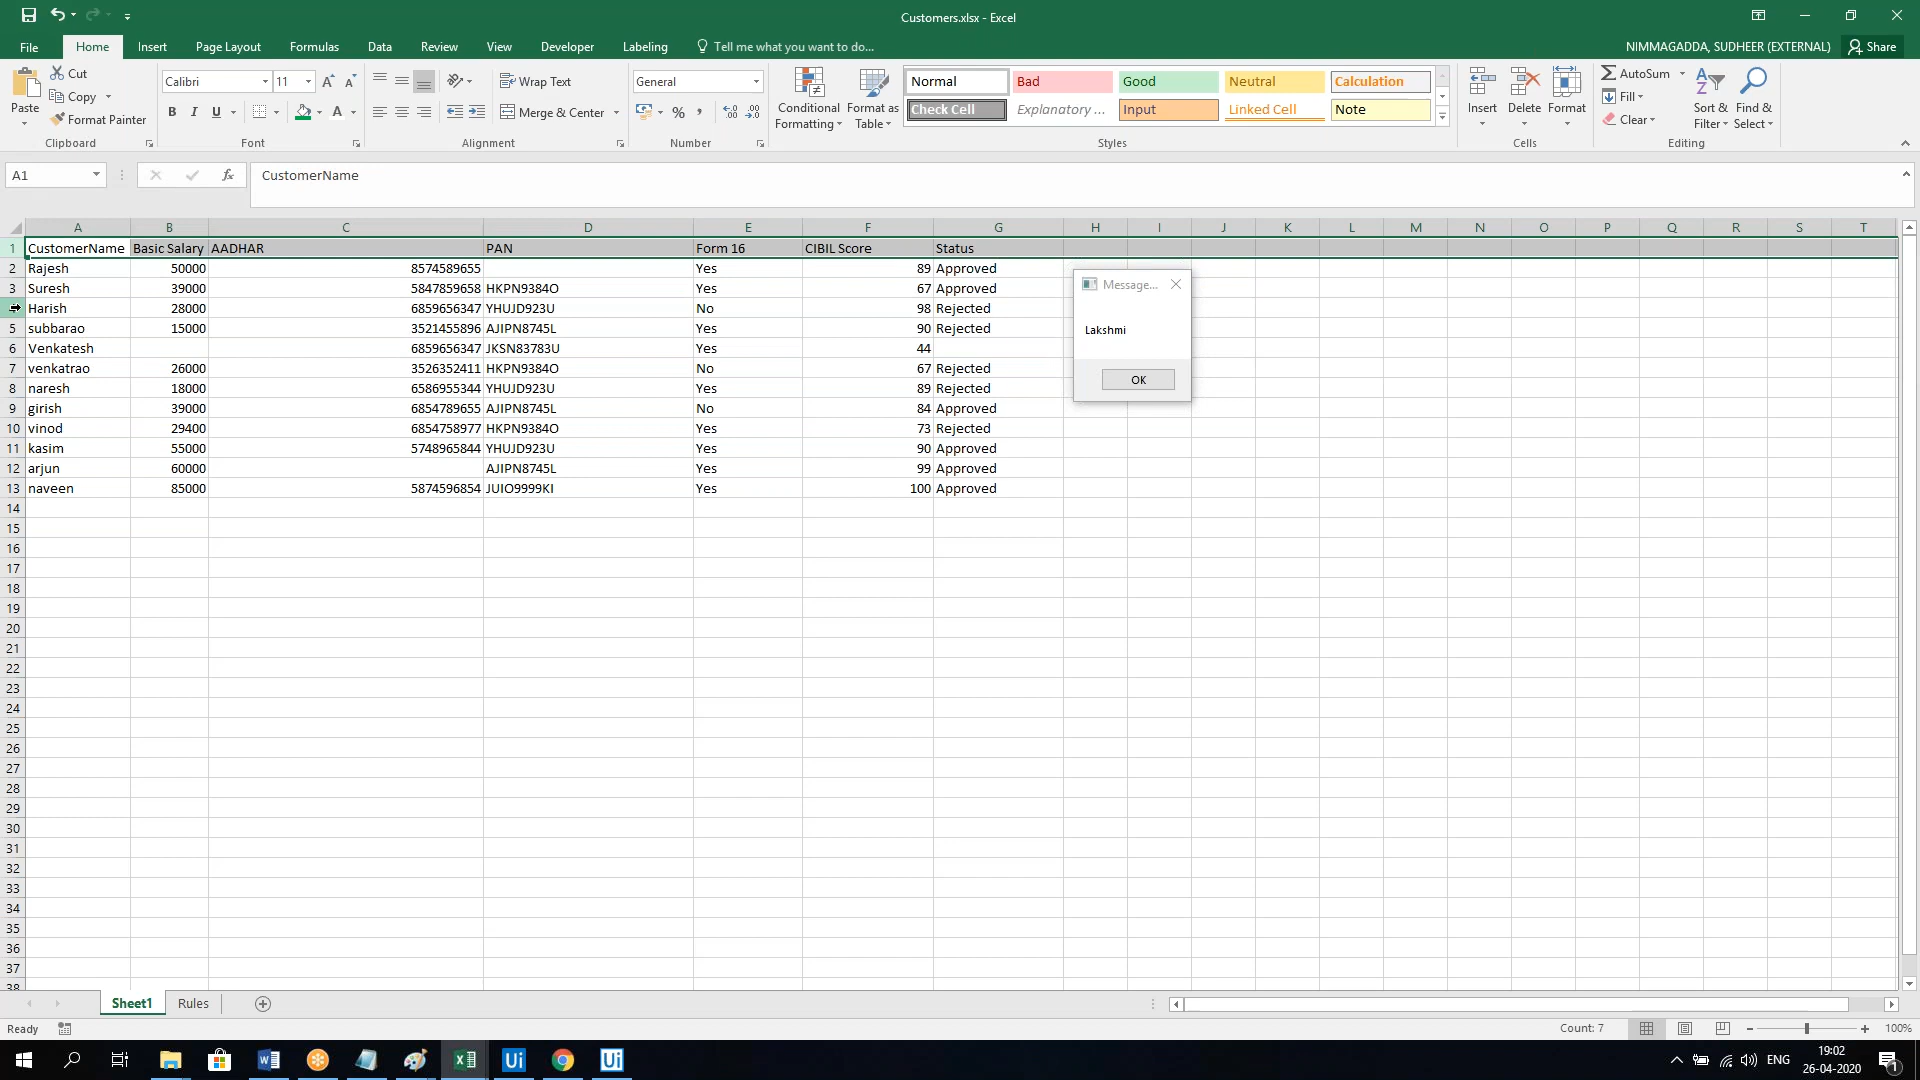 Customers.xlsx - Excel
File Home Insert Page Layout Formulas Data Review View Developer Labeling Tell me what you want to do... NIMMAGADDA, SUDHEER (EXTERNAL) Share
Paste Cut Copy Format Painter Clipboard
Calibri 11 B I U A Font
Wrap Text Merge & Center Alignment
General % , Number
Conditional Formatting Format as Table
Normal Bad Good Neutral Calculation
Check Cell Explanatory ... Input Linked Cell Note
Styles
Insert Delete Format Cells
AutoSum Fill Clear Sort & Filter Find & Select Editing
A1 fx CustomerName
A B C D E F G H I J K L M N O P Q R S T
1 CustomerName Basic Salary AADHAR PAN Form 16 CIBIL Score Status
2 Rajesh 50000 8574589655 Yes 89 Approved
3 Suresh 39000 5847859658 HKPN9384O Yes 67 Approved
Harish 28000 6859656347 YHUJD923U No 98 Rejected
5 subbarao 15000 3521455896 AJIPN8745L Yes 90 Rejected
6 Venkatesh 6859656347 JKSN83783U Yes 44
7 venkatrao 26000 3526352411 HKPN9384O No 67 Rejected
8 naresh 18000 6586955344 YHUJD923U Yes 89 Rejected
9 girish 39000 6854789655 AJIPN8745L No 84 Approved
10 vinod 29400 6854758977 HKPN9384O Yes 73 Rejected
11 kasim 55000 5748965844 YHUJD923U Yes 90 Approved
12 arjun 60000 AJIPN8745L Yes 99 Approved
13 naveen 85000 5874596854 JUIO9999KI Yes 100 Approved
Message...
Lakshmi
OK
14
15
16
17
18
19
20
21
22
23
24
25
26
27
28
29
30
31
32
33
34
35
36
37
38
Sheet1 Rules
Ready Count: 7 100%
ENG 19:02
26-04-2020